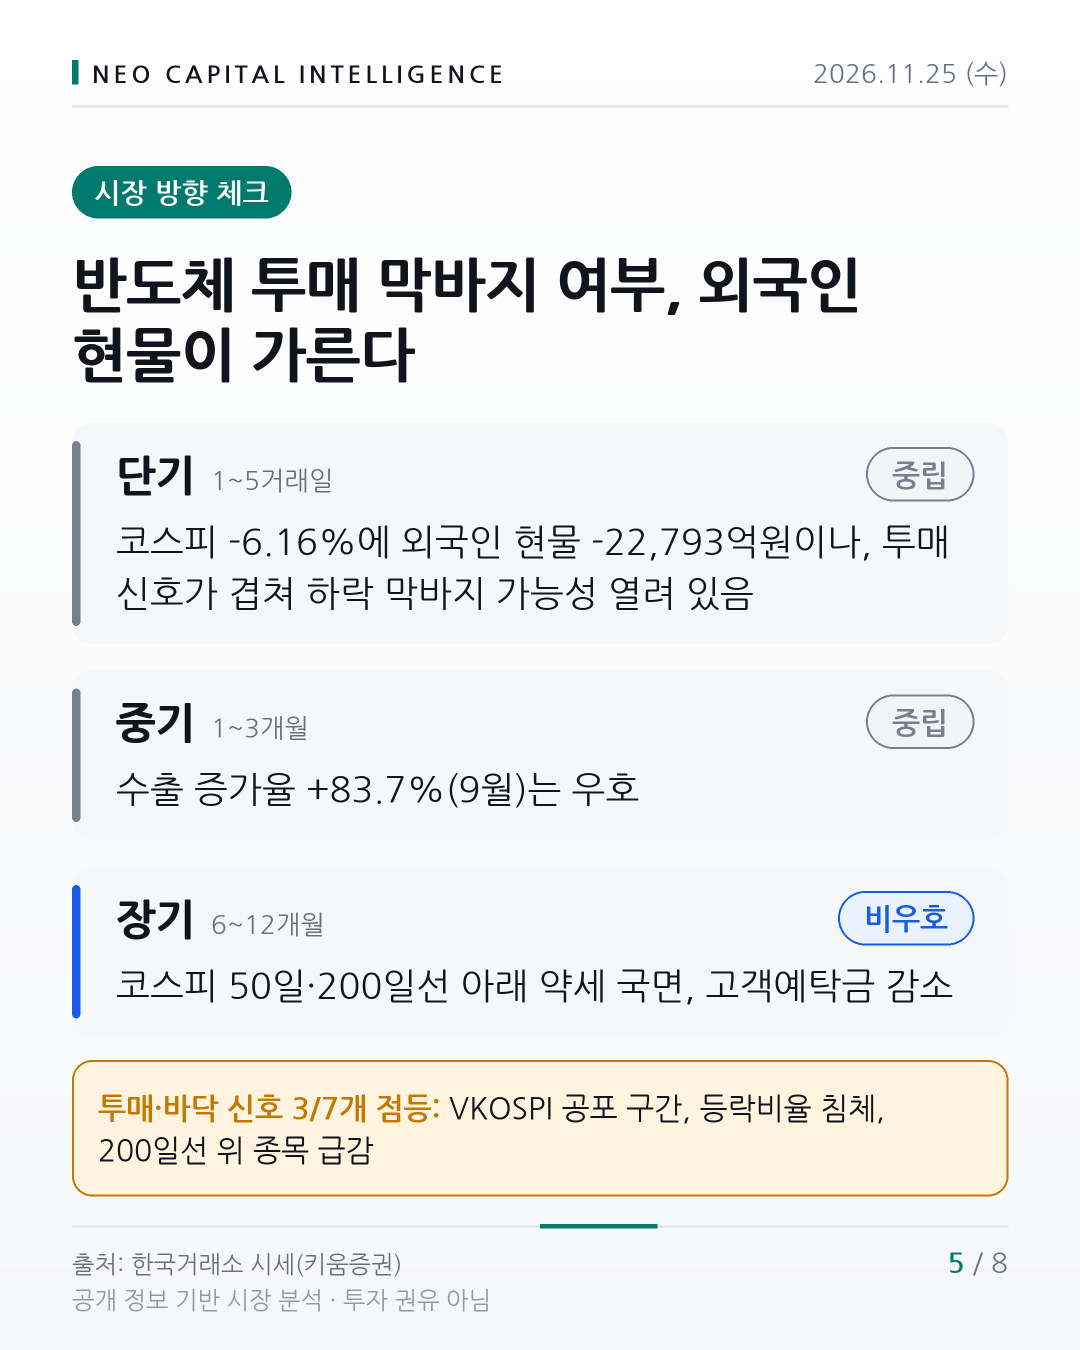 NEO CAPITAL INTELLIGENCE
2026.11.25 (수)
시장 방향 체크
반도체 투매 막바지 여부, 외국인
현물이 가른다
단기 1~5거래일
중립
코스피 -6.16%에 외국인 현물 -22,793억원이나, 투매
신호가 겹쳐 하락 막바지 가능성 열려 있음
중기 1~3개월
중립
수출 증가율 +83.7%(9월)는 우호
장기 6~12개월
비우호
코스피 50일·200일선 아래 약세 국면, 고객예탁금 감소
투매·바닥 신호 3/7개 점등: VKOSPI 공포 구간, 등락비율 침체,
200일선 위 종목 급감
출처: 한국거래소 시세(키움증권)
5 / 8
공개 정보 기반 시장 분석 · 투자 권유 아님